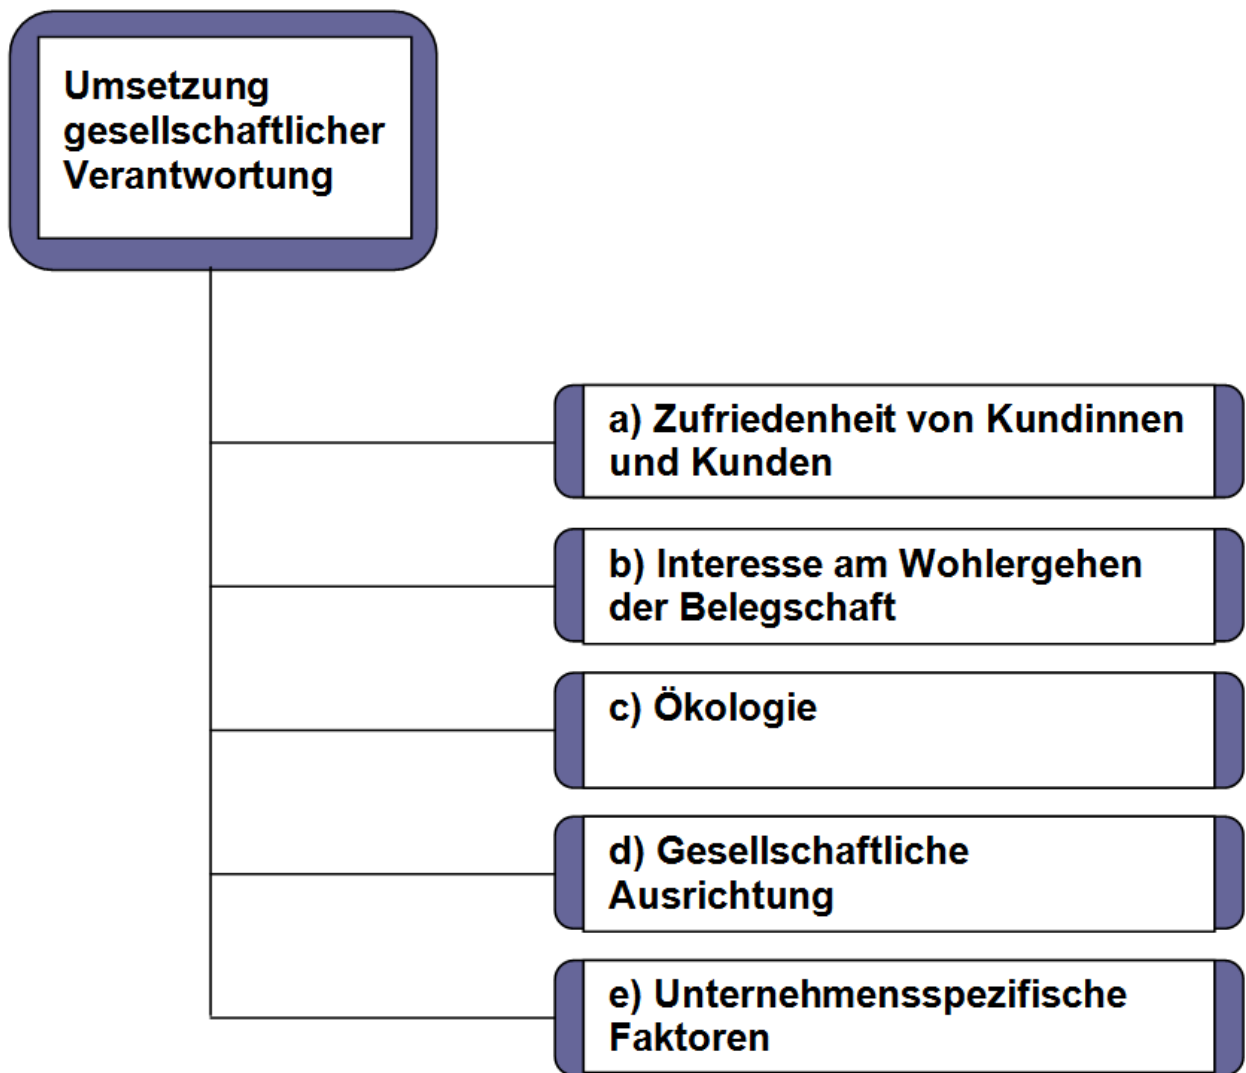 Umsetzung
gesellschaftlicher
Verantwortung
a) Zufriedenheit von Kundinnen
und Kunden
b) Interesse am Wohlergehen
der Belegschaft
c) Ökologie
d) Gesellschaftliche
Ausrichtung
e) Unternehmensspezifische
Faktoren